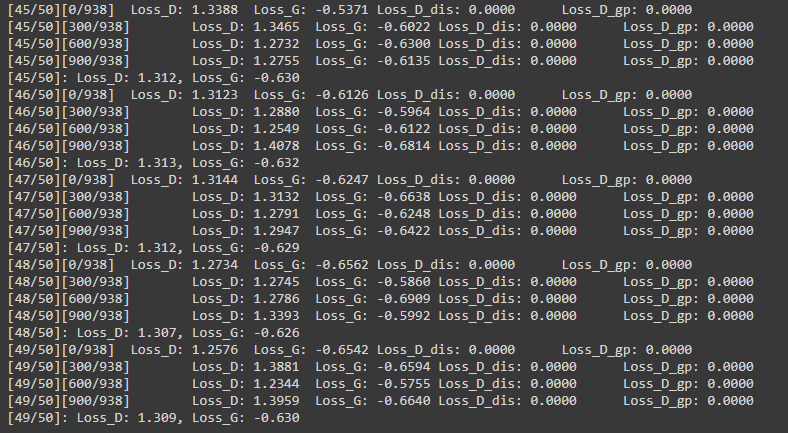 [45/50][0/938]	Loss_D: 1.3388	Loss_G: -0.5371 Loss_D_dis: 0.0000	Loss_D_gp: 0.0000
[45/50][300/938]	Loss_D: 1.3465	Loss_G: -0.6022 Loss_D_dis: 0.0000	Loss_D_gp: 0.0000
[45/50][600/938]	Loss_D: 1.2732	Loss_G: -0.6300 Loss_D_dis: 0.0000	Loss_D_gp: 0.0000
[45/50][900/938]	Loss_D: 1.2755	Loss_G: -0.6135 Loss_D_dis: 0.0000	Loss_D_gp: 0.0000
[45/50]: Loss_D: 1.312, Loss_G: -0.630
[46/50][0/938]	Loss_D: 1.3123	Loss_G: -0.6126 Loss_D_dis: 0.0000	Loss_D_gp: 0.0000
[46/50][300/938]	Loss_D: 1.2880	Loss_G: -0.5964 Loss_D_dis: 0.0000	Loss_D_gp: 0.0000
[46/50][600/938]	Loss_D: 1.2549	Loss_G: -0.6122 Loss_D_dis: 0.0000	Loss_D_gp: 0.0000
[46/50][900/938]	Loss_D: 1.4078	Loss_G: -0.6814 Loss_D_dis: 0.0000	Loss_D_gp: 0.0000
[46/50]: Loss_D: 1.313, Loss_G: -0.632
[47/50][0/938]	Loss_D: 1.3144	Loss_G: -0.6247 Loss_D_dis: 0.0000	Loss_D_gp: 0.0000
[47/50][300/938]	Loss_D: 1.3132	Loss_G: -0.6638 Loss_D_dis: 0.0000	Loss_D_gp: 0.0000
[47/50][600/938]	Loss_D: 1.2791	Loss_G: -0.6248 Loss_D_dis: 0.0000	Loss_D_gp: 0.0000
[47/50][900/938]	Loss_D: 1.2947	Loss_G: -0.6422 Loss_D_dis: 0.0000	Loss_D_gp: 0.0000
[47/50]: Loss_D: 1.312, Loss_G: -0.629
[48/50][0/938]	Loss_D: 1.2734	Loss_G: -0.6562 Loss_D_dis: 0.0000	Loss_D_gp: 0.0000
[48/50][300/938]	Loss_D: 1.2745	Loss_G: -0.5860 Loss_D_dis: 0.0000	Loss_D_gp: 0.0000
[48/50][600/938]	Loss_D: 1.2786	Loss_G: -0.6909 Loss_D_dis: 0.0000	Loss_D_gp: 0.0000
[48/50][900/938]	Loss_D: 1.3393	Loss_G: -0.5992 Loss_D_dis: 0.0000	Loss_D_gp: 0.0000
[48/50]: Loss_D: 1.307, Loss_G: -0.626
[49/50][0/938]	Loss_D: 1.2576	Loss_G: -0.6542 Loss_D_dis: 0.0000	Loss_D_gp: 0.0000
[49/50][300/938]	Loss_D: 1.3881	Loss_G: -0.6594 Loss_D_dis: 0.0000	Loss_D_gp: 0.0000
[49/50][600/938]	Loss_D: 1.2344	Loss_G: -0.5755 Loss_D_dis: 0.0000	Loss_D_gp: 0.0000
[49/50][900/938]	Loss_D: 1.3959	Loss_G: -0.6640 Loss_D_dis: 0.0000	Loss_D_gp: 0.0000
[49/50]: Loss_D: 1.309, Loss_G: -0.630